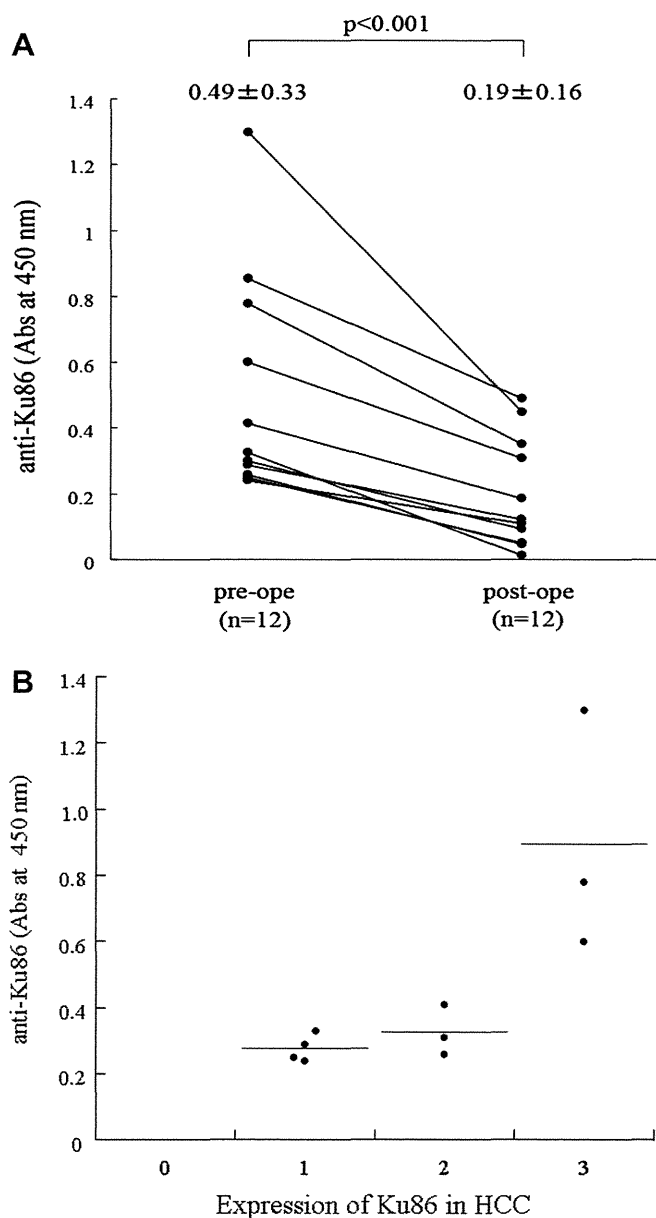 p<0.001
A
0.49±0.33 0.19±0.16
1.4
1.2
1
0.8
0.6
0.4
0.2
0
anti-Ku86 (Abs at 450 nm)
pre-ope post-ope
(n=12) (n=12)
B
1.4
1.2
1.0
0.8
0.6
0.4
0.2
0
anti-Ku86 (Abs at 450 nm)
0 1 2 3
Expression of Ku86 in HCC